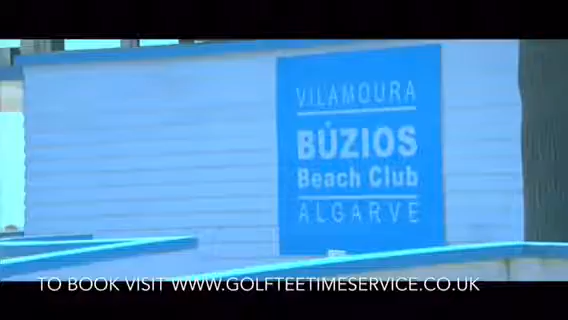 VILAMOURA
BÚZIOS
Beach Club
ALGARVE
TO BOOK VISIT WWW.GOLFTEETIMESERVICE.CO.UK